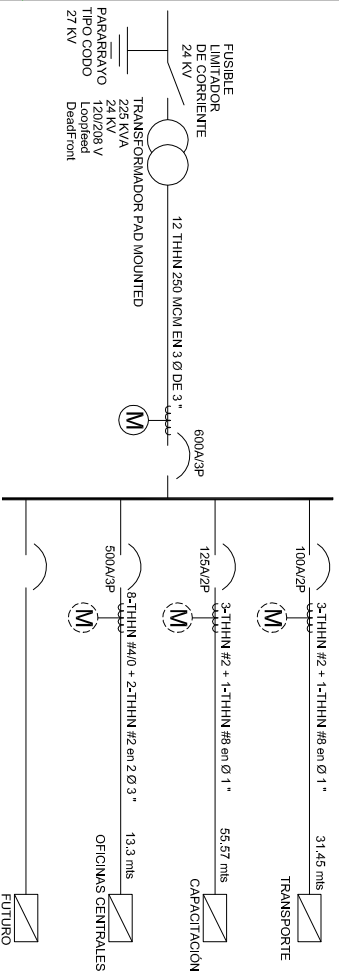 FUSIBLE
LIMITADOR
DE CORRIENTE
24 KV
PARARRAYO
TIPO CODO
27 KV
TRANSFORMADOR PAD MOUNTED
225 KVA
24 KV
120/208 V
Loopfeed
DeadFront
12 THHN 250 MCM EN 3 Ø DE 3 "
M
600A/3P
100A/2P
3-THHN #2 + 1-THHN #8 en Ø 1 "
M
31.45 mts
TRANSPORTE
125A/2P
3-THHN #2 + 1-THHN #8 en Ø 1 "
M
55.57 mts
CAPACITACIÓN
500A/3P
8-THHN #4/0 + 2-THHN #2 en 2 Ø 3 "
M
13.3 mts
OFICINAS CENTRALES
FUTURO